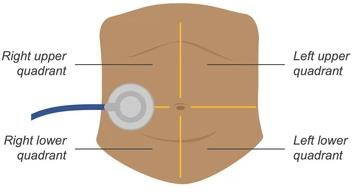 Right upper
quadrant
Left upper
quadrant
Right lower
quadrant
Left lower
quadrant